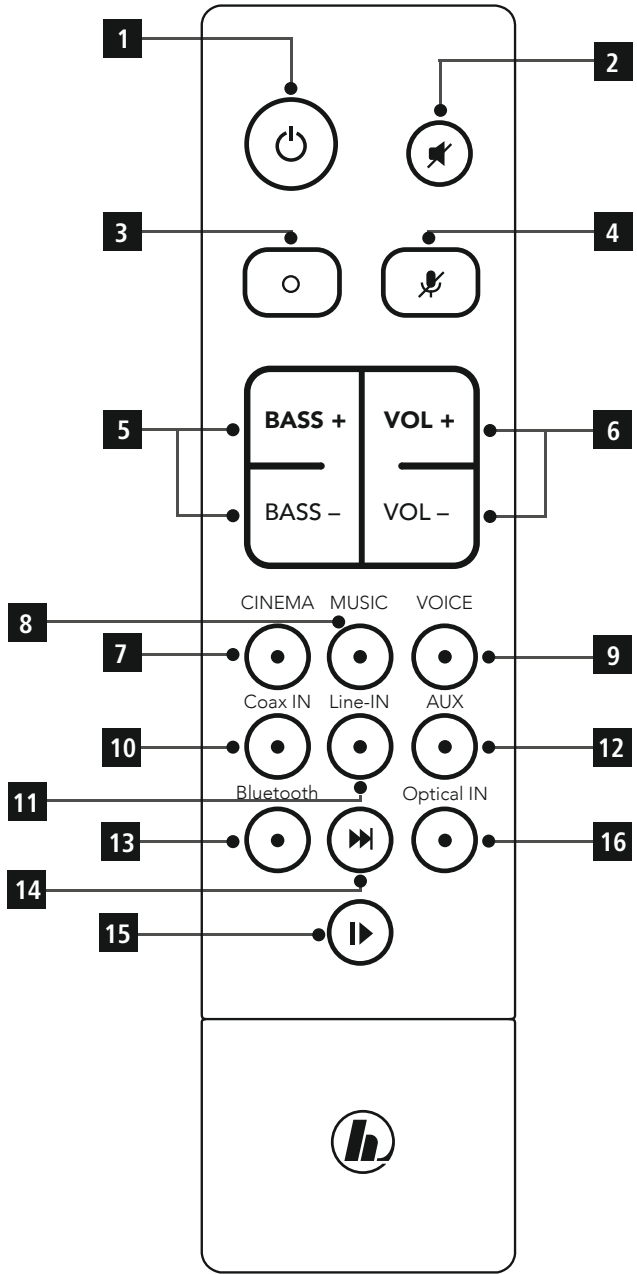 1
2
3
4
5
BASS +
VOL +
6
BASS –
VOL –
CINEMA
MUSIC
VOICE
8
7
9
Coax IN
Line-IN
AUX
10
12
11
Bluetooth
Optical IN
13
16
14
15
h